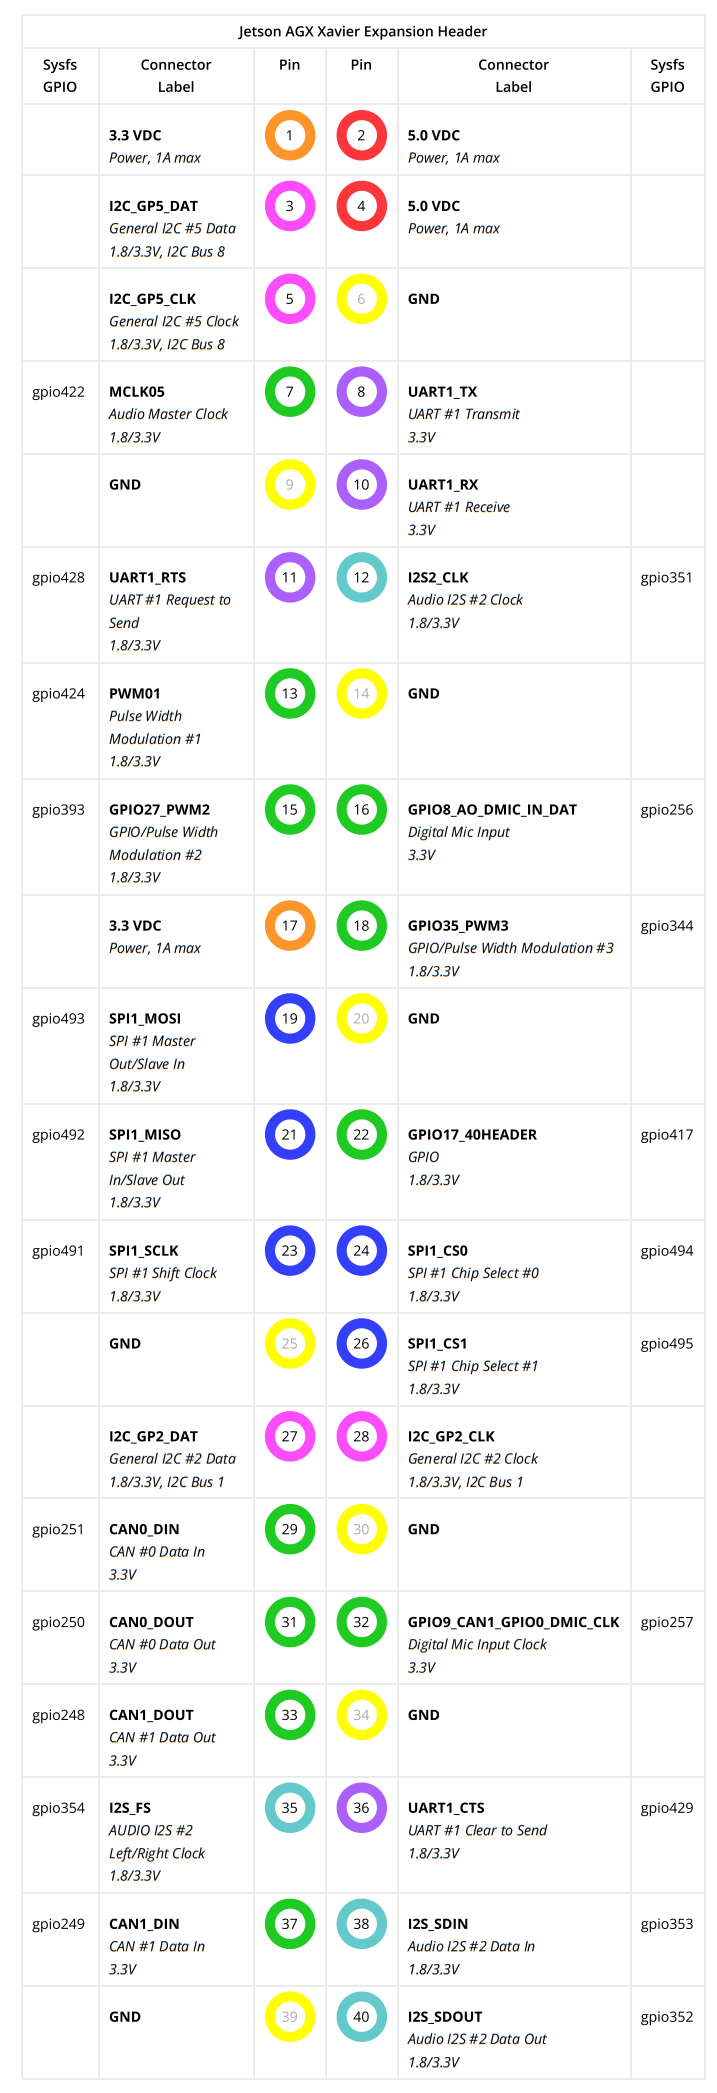 Jetson AGX Xavier Expansion Header
Sysfs GPIO Connector Label Pin Pin Connector Label Sysfs GPIO
3.3 VDC 1 2 5.0 VDC
Power, 1A max Power, 1A max
I2C_GP5_DAT 3 4 5.0 VDC
General I2C #5 Data Power, 1A max
1.8/3.3V, I2C Bus 8
I2C_GP5_CLK 5 6 GND
General I2C #5 Clock
1.8/3.3V, I2C Bus 8
gpio422 MCLK05 7 8 UART1_TX
Audio Master Clock UART #1 Transmit
1.8/3.3V 3.3V
GND 9 10 UART1_RX
UART #1 Receive
3.3V
gpio428 UART1_RTS 11 12 I2S2_CLK gpio351
UART #1 Request to Audio I2S #2 Clock
Send 1.8/3.3V
1.8/3.3V
gpio424 PWM01 13 14 GND
Pulse Width
Modulation #1
1.8/3.3V
gpio393 GPIO27_PWM2 15 16 GPIO8_AO_DMIC_IN_DAT gpio256
GPIO/Pulse Width Digital Mic Input
Modulation #2 3.3V
1.8/3.3V
3.3 VDC 17 18 GPIO35_PWM3 gpio344
Power, 1A max GPIO/Pulse Width Modulation #3
1.8/3.3V
gpio493 SPI1_MOSI 19 20 GND
SPI #1 Master
Out/Slave In
1.8/3.3V
gpio492 SPI1_MISO 21 22 GPIO17_40HEADER gpio417
SPI #1 Master GPIO
In/Slave Out 1.8/3.3V
1.8/3.3V
gpio491 SPI1_SCLK 23 24 SPI1_CS0 gpio494
SPI #1 Shift Clock SPI #1 Chip Select #0
1.8/3.3V 1.8/3.3V
GND 25 26 SPI1_CS1 gpio495
SPI #1 Chip Select #1
1.8/3.3V
I2C_GP2_DAT 27 28 I2C_GP2_CLK
General I2C #2 Data General I2C #2 Clock
1.8/3.3V, I2C Bus 1 1.8/3.3V, I2C Bus 1
gpio251 CAN0_DIN 29 30 GND
CAN #0 Data In
3.3V
gpio250 CAN0_DOUT 31 32 GPIO9_CAN1_GPIO0_DMIC_CLK gpio257
CAN #0 Data Out Digital Mic Input Clock
3.3V 3.3V
gpio248 CAN1_DOUT 33 34 GND
CAN #1 Data Out
3.3V
gpio354 I2S_FS 35 36 UART1_CTS gpio429
AUDIO I2S #2 UART #1 Clear to Send
Left/Right Clock 1.8/3.3V
1.8/3.3V
gpio249 CAN1_DIN 37 38 I2S_SDIN gpio353
CAN #1 Data In Audio I2S #2 Data In
3.3V 1.8/3.3V
GND 39 40 I2S_SDOUT gpio352
Audio I2S #2 Data Out
1.8/3.3V